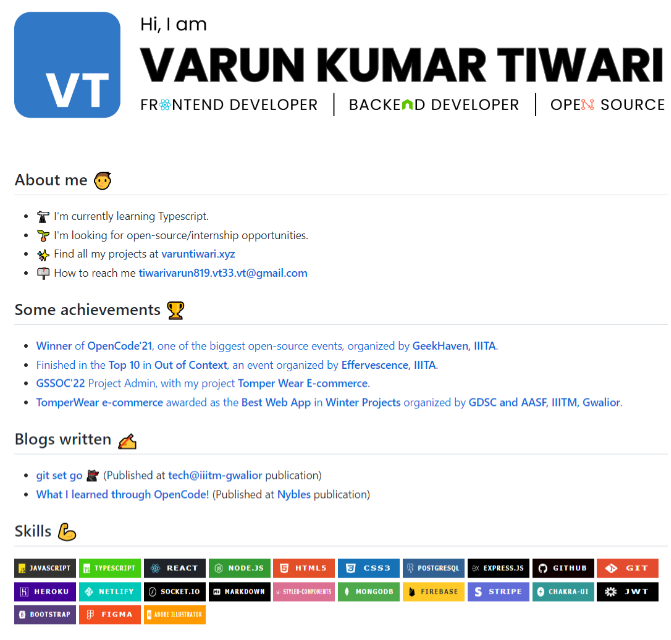 VT
Hi, I am
VARUN KUMAR TIWARI
FRONTEND DEVELOPER | BACKEND DEVELOPER | OPEN SOURCE
About me
I'm currently learning Typescript.
I'm looking for open-source/internship opportunities.
Find all my projects at varuntiwari.xyz
How to reach me tiwarivarun819.vt33.vt@gmail.com
Some achievements
Winner of OpenCode'21, one of the biggest open-source events, organized by GeekHaven, IIITA.
Finished in the Top 10 in Out of Context, an event organized by Effervescence, IIITA.
GSSOC'22 Project Admin, with my project Tomper Wear E-commerce.
TomperWear e-commerce awarded as the Best Web App in Winter Projects organized by GDSC and AASF, IIITM, Gwalior.
Blogs written
git set go (Published at tech@iiitm-gwalior publication)
What I learned through OpenCode! (Published at Nybles publication)
Skills
JAVASCRIPT TYPESCRIPT REACT NODE.JS HTML5 CSS3 POSTGRESQL EXPRESS.JS GITHUB GIT
HEROKU NETLIFY SOCKET.IO MARKDOWN STYLED-COMPONENTS MONGODB FIREBASE STRIPE CHAKRA-UI JWT
BOOTSTRAP FIGMA ADOBE ILLUSTRATOR